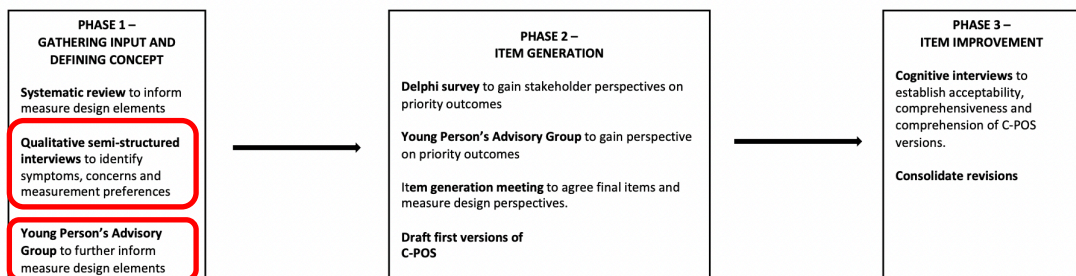 PHASE 1 –
GATHERING INPUT AND
DEFINING CONCEPT
Systematic review to inform
measure design elements
Qualitative semi-structured
interviews to identify
symptoms, concerns and
measurement preferences
Young Person's Advisory
Group to further inform
measure design elements
PHASE 2 –
ITEM GENERATION
Delphi survey to gain stakeholder perspectives on
priority outcomes
Young Person's Advisory Group to gain perspective
on priority outcomes
Item generation meeting to agree final items and
measure design perspectives.
Draft first versions of
C-POS
PHASE 3 –
ITEM IMPROVEMENT
Cognitive interviews to
establish acceptability,
comprehensiveness and
comprehension of C-POS
versions.
Consolidate revisions